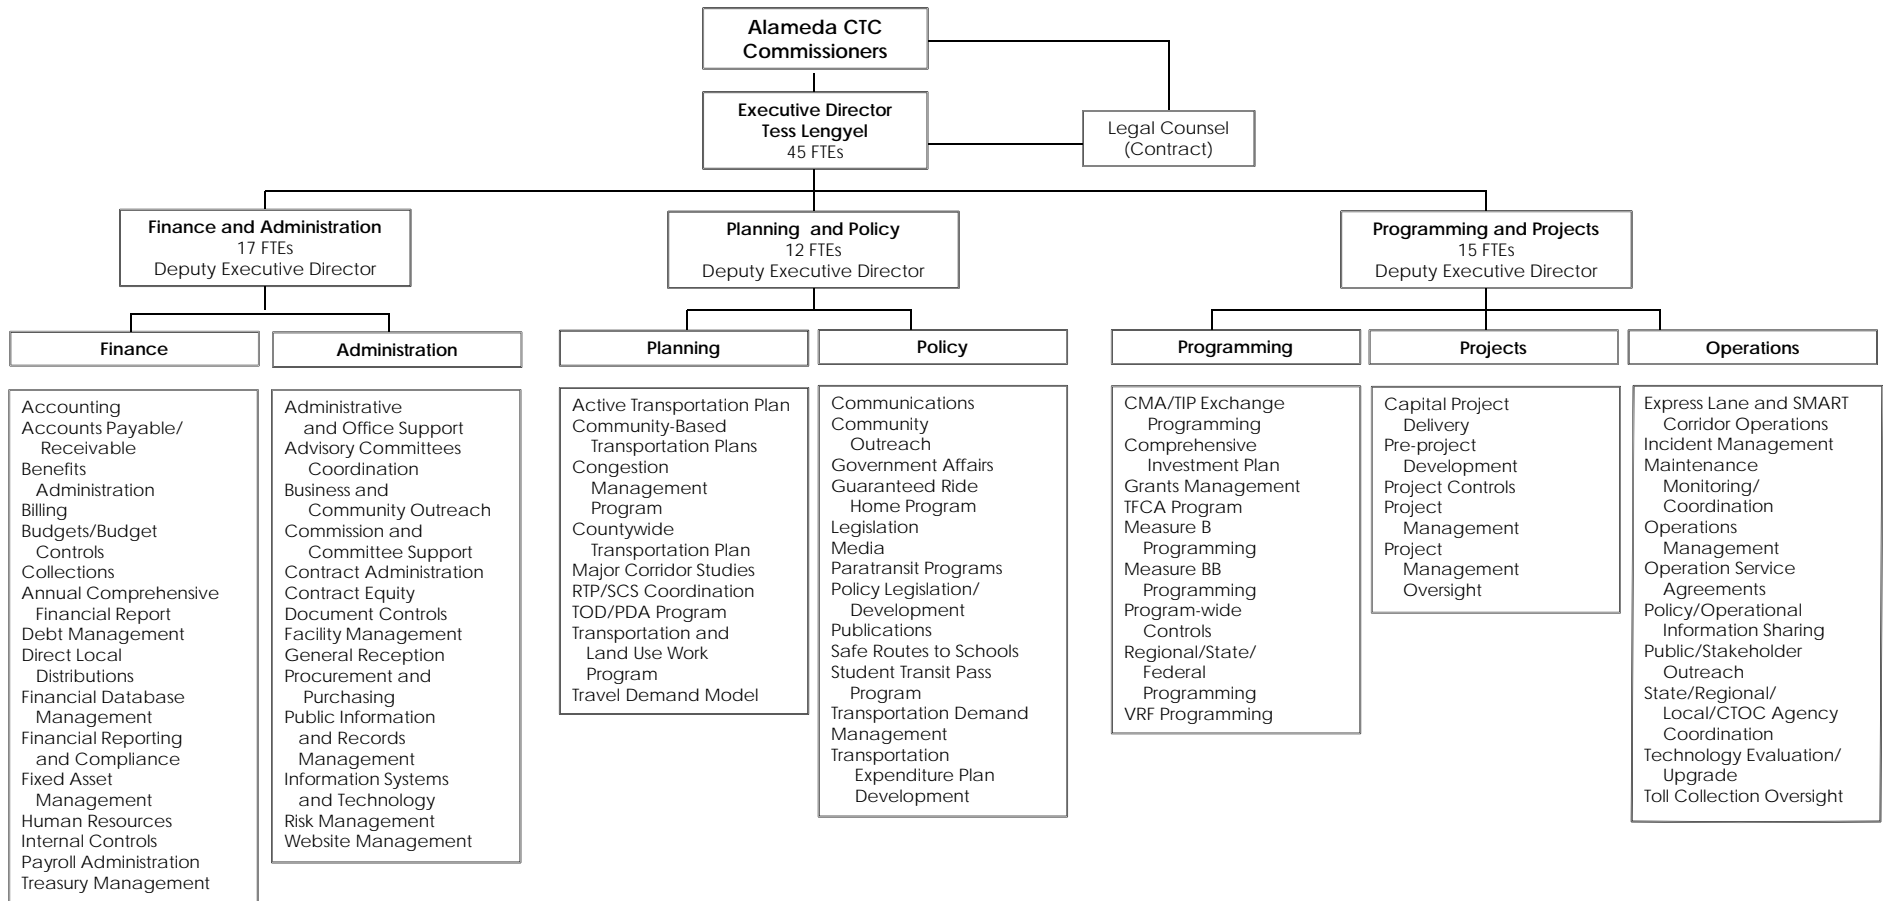 Alameda CTC
Commissioners
Executive Director
Tess Lengyel
45 FTEs
Legal Counsel
(Contract)
Finance and Administration
17 FTEs
Deputy Executive Director
Planning and Policy
12 FTEs
Deputy Executive Director
Programming and Projects
15 FTEs
Deputy Executive Director
Finance
Accounting
Accounts Payable/
Receivable
Benefits
Administration
Billing
Budgets/Budget
Controls
Collections
Annual Comprehensive
Financial Report
Debt Management
Direct Local
Distributions
Financial Database
Management
Financial Reporting
and Compliance
Fixed Asset
Management
Human Resources
Internal Controls
Payroll Administration
Treasury Management
Administration
Administrative
and Office Support
Advisory Committees
Coordination
Business and
Community Outreach
Commission and
Committee Support
Contract Administration
Contract Equity
Document Controls
Facility Management
General Reception
Procurement and
Purchasing
Public Information
and Records
Management
Information Systems
and Technology
Risk Management
Website Management
Planning
Active Transportation Plan
Community-Based
Transportation Plans
Congestion
Management
Program
Countywide
Transportation Plan
Major Corridor Studies
RTP/SCS Coordination
TOD/PDA Program
Transportation and
Land Use Work
Program
Travel Demand Model
Policy
Communications
Community
Outreach
Government Affairs
Guaranteed Ride
Home Program
Legislation
Media
Paratransit Programs
Policy Legislation/
Development
Publications
Safe Routes to Schools
Student Transit Pass
Program
Transportation Demand
Management
Transportation
Expenditure Plan
Development
Programming
CMA/TIP Exchange
Programming
Comprehensive
Investment Plan
Grants Management
TFCA Program
Measure B
Programming
Measure BB
Programming
Program-wide
Controls
Regional/State/
Federal
Programming
VRF Programming
Projects
Capital Project
Delivery
Pre-project
Development
Project Controls
Project
Management
Project
Management
Oversight
Operations
Express Lane and SMART
Corridor Operations
Incident Management
Maintenance
Monitoring/
Coordination
Operations
Management
Operation Service
Agreements
Policy/Operational
Information Sharing
Public/Stakeholder
Outreach
State/Regional/
Local/CTOC Agency
Coordination
Technology Evaluation/
Upgrade
Toll Collection Oversight